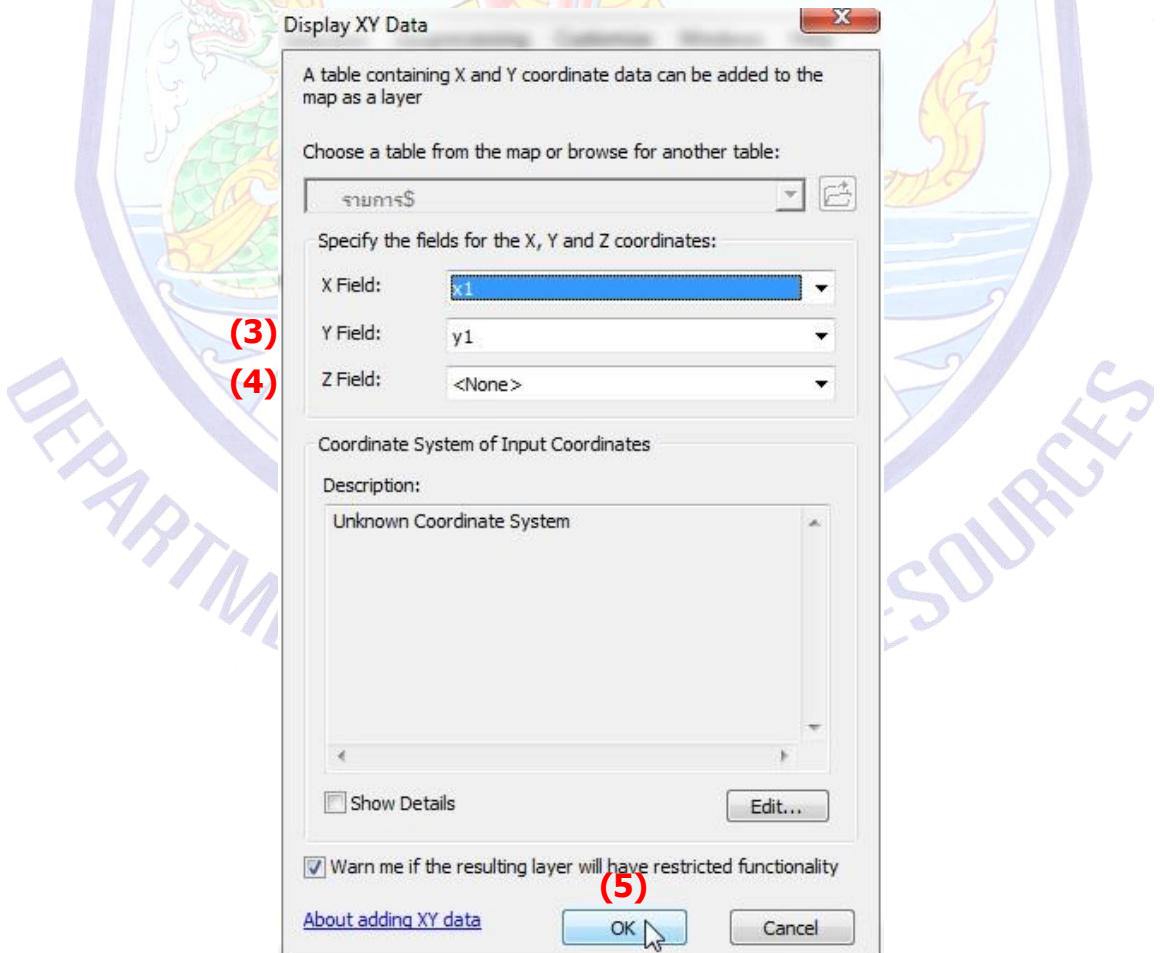 Display XY Data
A table containing X and Y coordinate data can be added to the
map as a layer
Choose a table from the map or browse for another table:
รายการ$
Specify the fields for the X, Y and Z coordinates:
X Field: x1
(3) Y Field: y1
(4) Z Field: <None>
Coordinate System of Input Coordinates
Description:
Unknown Coordinate System
Show Details Edit...
Warn me if the resulting layer will have restricted functionality
(5)
About adding XY data OK Cancel